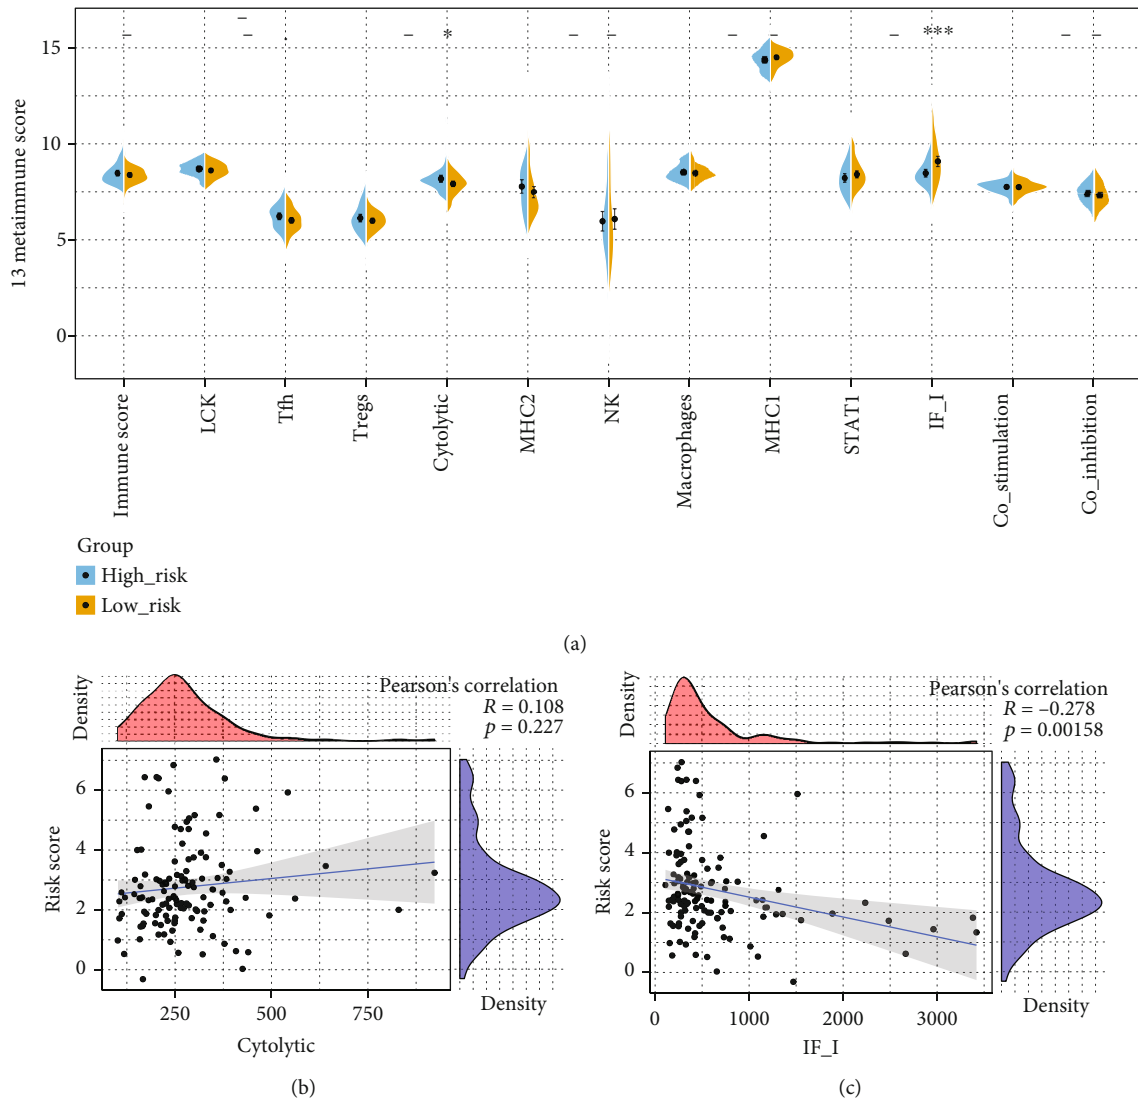 –
– – . – * – – – – – *** – –
13 metaimmune score
15
10
5
0
Immune score
LCK
Tfh
Tregs
Cytolytic
MHC2
NK
Macrophages
MHC1
STAT1
IF_I
Co_stimulation
Co_inhibition
Group
High_risk
Low_risk
(a)
Density
Pearson's correlation
R = 0.108
p = 0.227
Risk score
6
4
2
0
250
500
750
Cytolytic
Density
(b)
Density
Pearson's correlation
R = –0.278
p = 0.00158
Risk score
6
4
2
0
0
1000
2000
3000
IF_I
Density
(c)